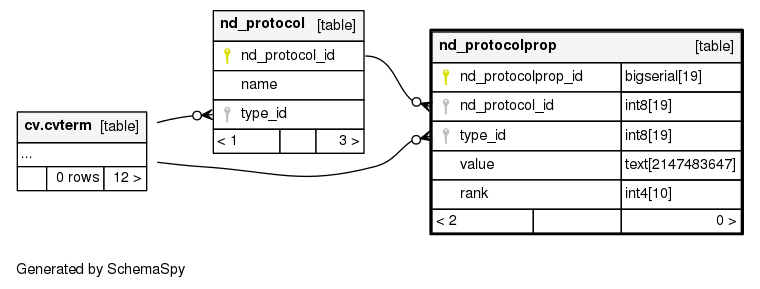 nd_protocol [table]
nd_protocol_id
name
type_id
< 1 3 >
cv.cvterm [table]
...
0 rows 12 >
nd_protocolprop [table]
nd_protocolprop_id bigserial[19]
nd_protocol_id int8[19]
type_id int8[19]
value text[2147483647]
rank int4[10]
< 2 0 >
Generated by SchemaSpy